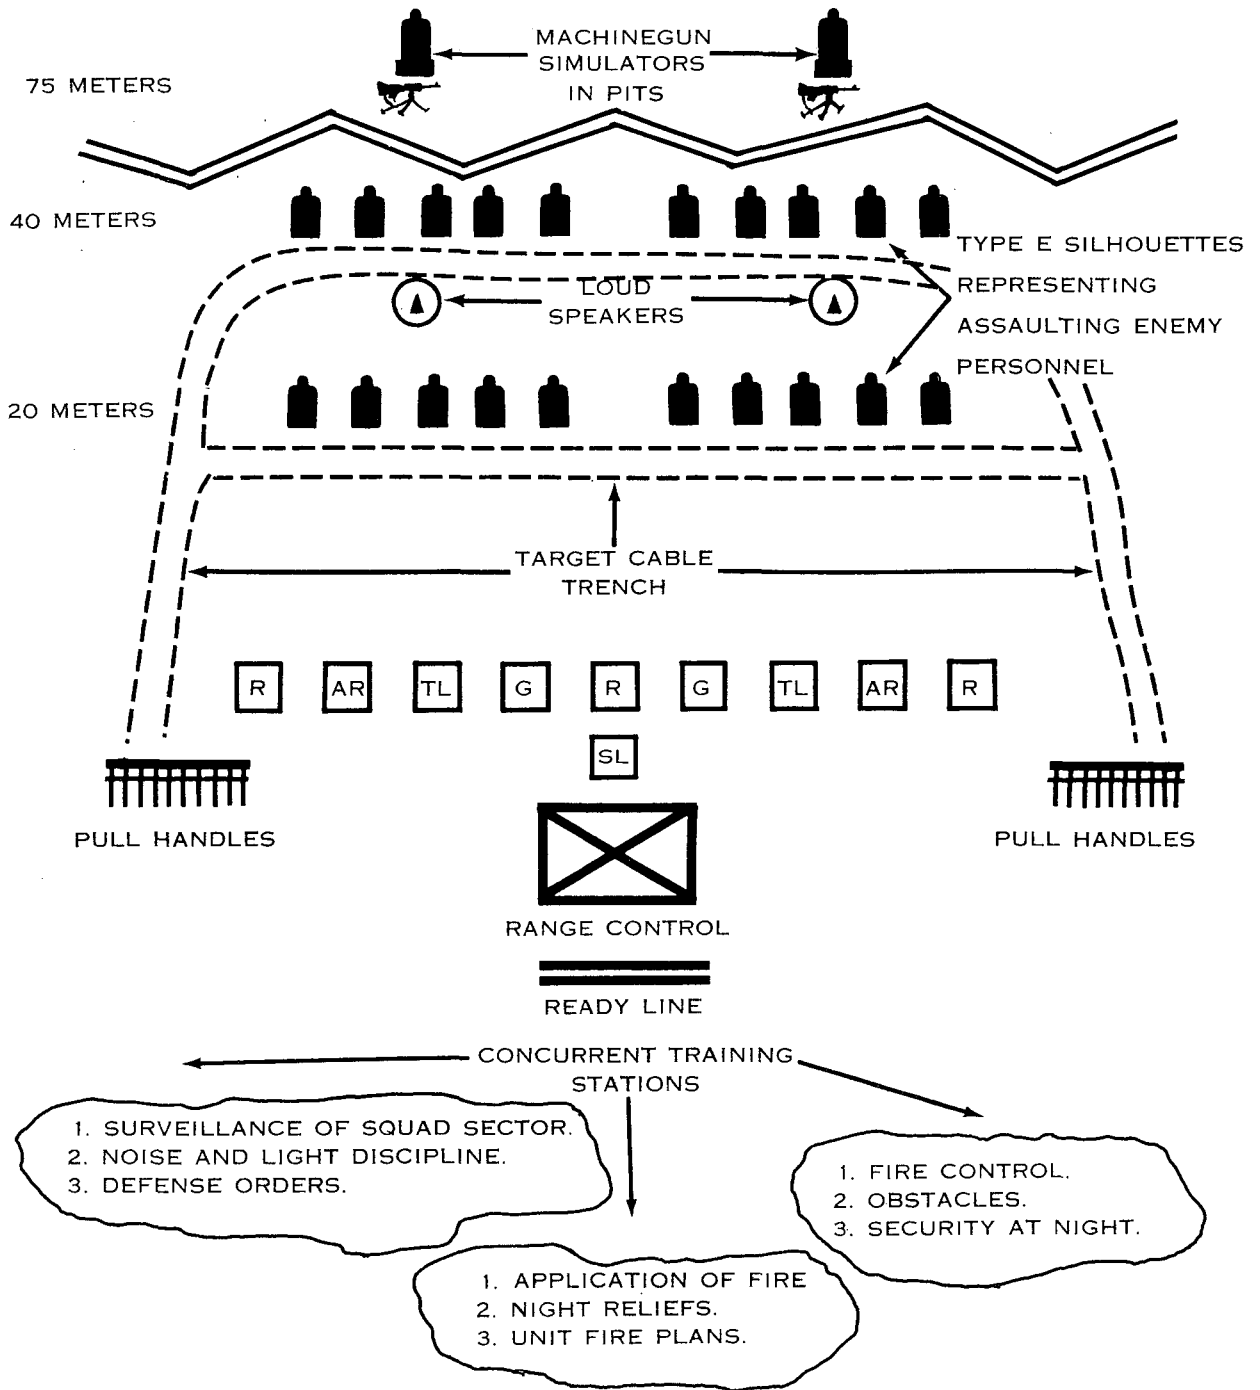 MACHINEGUN
SIMULATORS
IN PITS
75 METERS
40 METERS
TYPE E SILHOUETTES
REPRESENTING
ASSAULTING ENEMY
PERSONNEL
LOUD
SPEAKERS
20 METERS
TARGET CABLE
TRENCH
R AR TL G R G TL AR R
SL
PULL HANDLES
PULL HANDLES
RANGE CONTROL
READY LINE
CONCURRENT TRAINING
STATIONS
1. SURVEILLANCE OF SQUAD SECTOR.
2. NOISE AND LIGHT DISCIPLINE.
3. DEFENSE ORDERS.
1. APPLICATION OF FIRE
2. NIGHT RELIEFS.
3. UNIT FIRE PLANS.
1. FIRE CONTROL.
2. OBSTACLES.
3. SECURITY AT NIGHT.